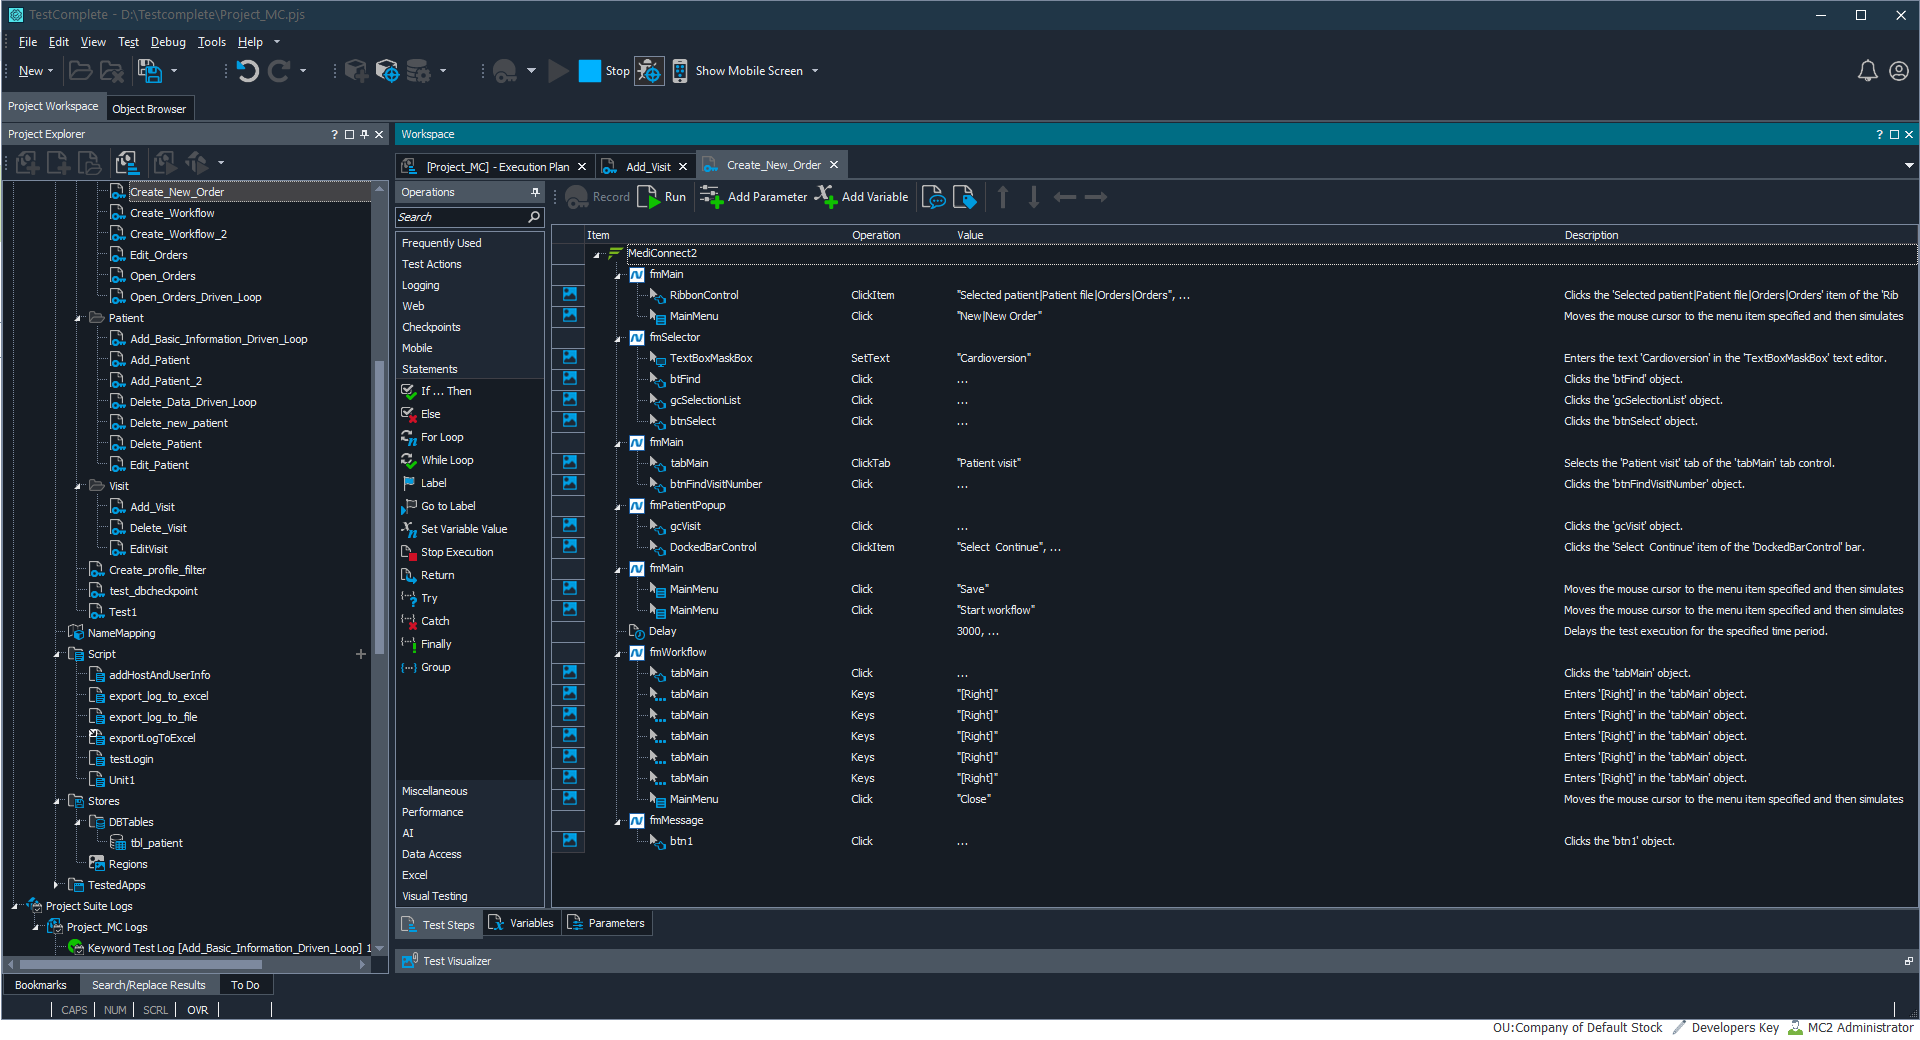 TestComplete - D:\Testcomplete\Project_MC.pjs
File Edit View Test Debug Tools Help
New Stop Show Mobile Screen
Project Workspace Object Browser
Project Explorer
Create_New_Order
Create_Workflow
Create_Workflow_2
Edit_Orders
Open_Orders
Open_Orders_Driven_Loop
Patient
Add_Basic_Information_Driven_Loop
Add_Patient
Add_Patient_2
Delete_Data_Driven_Loop
Delete_new_patient
Delete_Patient
Edit_Patient
Visit
Add_Visit
Delete_Visit
EditVisit
Create_profile_filter
test_dbcheckpoint
Test1
NameMapping
Script
addHostAndUserInfo
export_log_to_excel
export_log_to_file
exportLogToExcel
testLogin
Unit1
Stores
DBTables
tbl_patient
Regions
TestedApps
Project Suite Logs
Project_MC Logs
Keyword Test Log [Add_Basic_Information_Driven_Loop] 1
Bookmarks Search/Replace Results To Do
CAPS NUM SCRL OVR
Workspace
[Project_MC] - Execution Plan Add_Visit Create_New_Order
Operations
Search
Frequently Used
Test Actions
Logging
Web
Checkpoints
Mobile
Statements
If ... Then
Else
For Loop
While Loop
Label
Go to Label
Set Variable Value
Stop Execution
Return
Try
Catch
Finally
Group
Miscellaneous
Performance
AI
Data Access
Excel
Visual Testing
Record Run Add Parameter Add Variable
Item Operation Value Description
MediConnect2
fmMain
RibbonControl ClickItem "Selected patient|Patient file|Orders|Orders", ... Clicks the 'Selected patient|Patient file|Orders|Orders' item of the 'Rib
MainMenu Click "New|New Order" Moves the mouse cursor to the menu item specified and then simulates
fmSelector
TextBoxMaskBox SetText "Cardioversion" Enters the text 'Cardioversion' in the 'TextBoxMaskBox' text editor.
btFind Click ... Clicks the 'btFind' object.
gcSelectionList Click ... Clicks the 'gcSelectionList' object.
btnSelect Click ... Clicks the 'btnSelect' object.
fmMain
tabMain ClickTab "Patient visit" Selects the 'Patient visit' tab of the 'tabMain' tab control.
btnFindVisitNumber Click ... Clicks the 'btnFindVisitNumber' object.
fmPatientPopup
gcVisit Click ... Clicks the 'gcVisit' object.
DockedBarControl ClickItem "Select  Continue", ... Clicks the 'Select  Continue' item of the 'DockedBarControl' bar.
fmMain
MainMenu Click "Save" Moves the mouse cursor to the menu item specified and then simulates
MainMenu Click "Start workflow" Moves the mouse cursor to the menu item specified and then simulates
Delay 3000, ... Delays the test execution for the specified time period.
fmWorkflow
tabMain Click ... Clicks the 'tabMain' object.
tabMain Keys "[Right]" Enters '[Right]' in the 'tabMain' object.
tabMain Keys "[Right]" Enters '[Right]' in the 'tabMain' object.
tabMain Keys "[Right]" Enters '[Right]' in the 'tabMain' object.
tabMain Keys "[Right]" Enters '[Right]' in the 'tabMain' object.
tabMain Keys "[Right]" Enters '[Right]' in the 'tabMain' object.
MainMenu Click "Close" Moves the mouse cursor to the menu item specified and then simulates
fmMessage
btn1 Click ... Clicks the 'btn1' object.
Test Steps Variables Parameters
Test Visualizer
OU:Company of Default Stock Developers Key MC2 Administrator